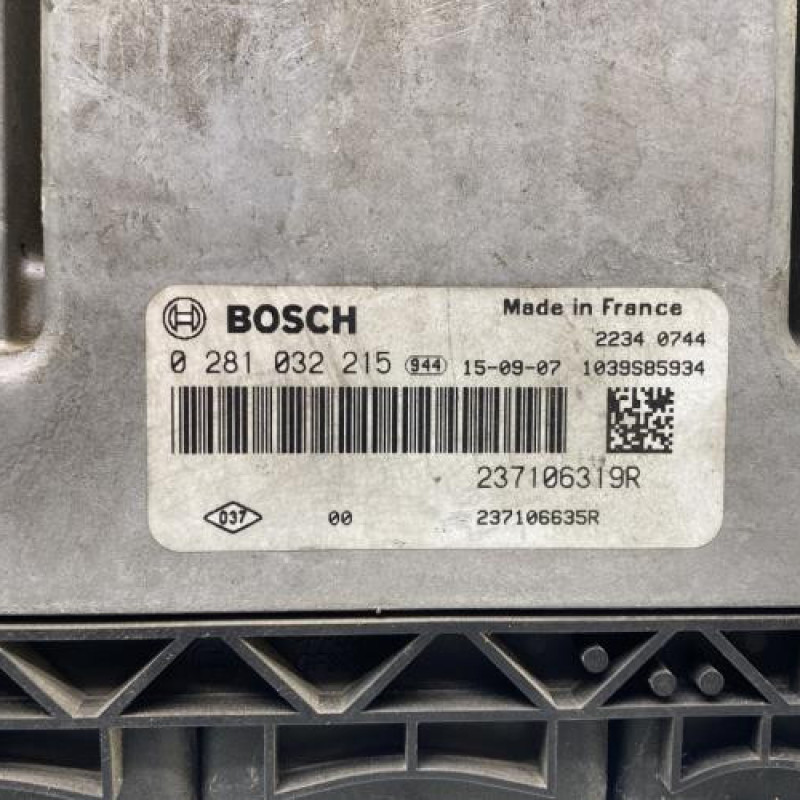 BOSCH
Made in France
2234 0744
0 281 032 215 944 15-09-07 1039S85934
237106319R
037 00 237106635R